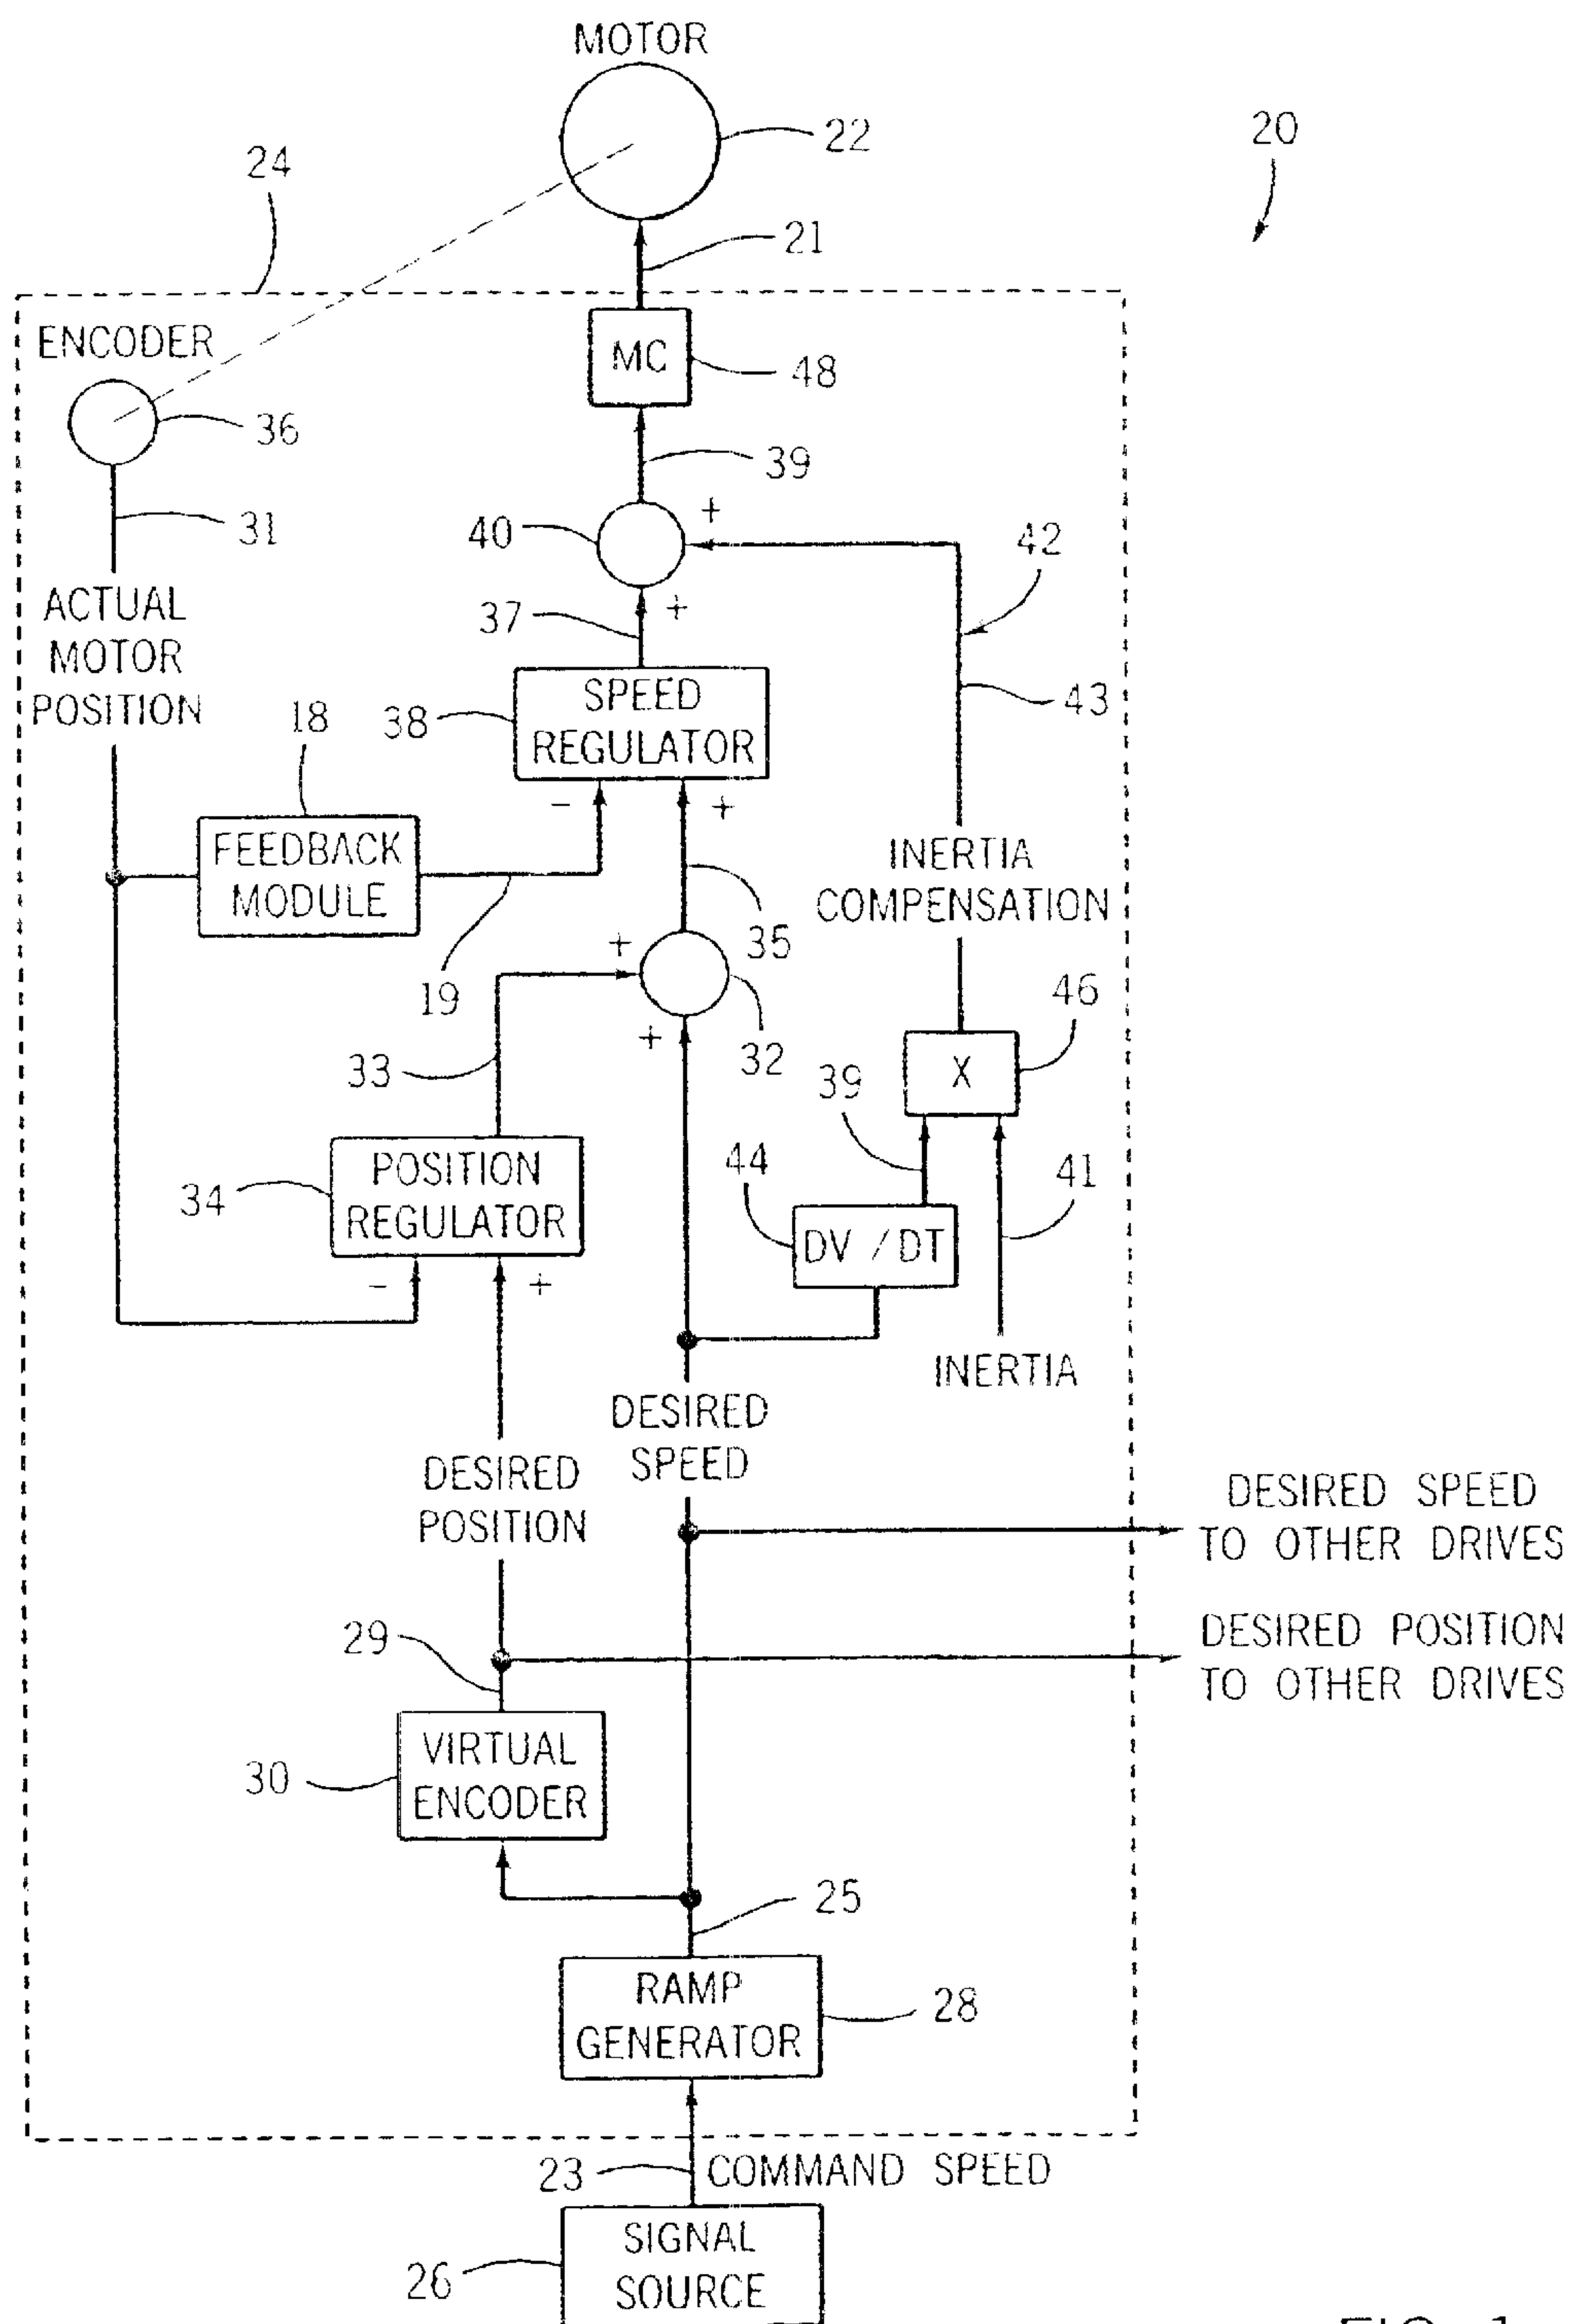 MOTOR
22
20
24
21
ENCODER
MC
48
36
39
31
40
+
42
ACTUAL
MOTOR
POSITION
37
+
43
18
38
SPEED
REGULATOR
-
+
FEEDBACK
MODULE
INERTIA
COMPENSATION
19
+
35
32
+
46
33
39
X
34
POSITION
REGULATOR
44
41
DV / DT
-
+
INERTIA
DESIRED
SPEED
DESIRED
POSITION
DESIRED SPEED
TO OTHER DRIVES
29
DESIRED POSITION
TO OTHER DRIVES
30
VIRTUAL
ENCODER
25
RAMP
GENERATOR
28
23
COMMAND SPEED
26
SIGNAL
SOURCE